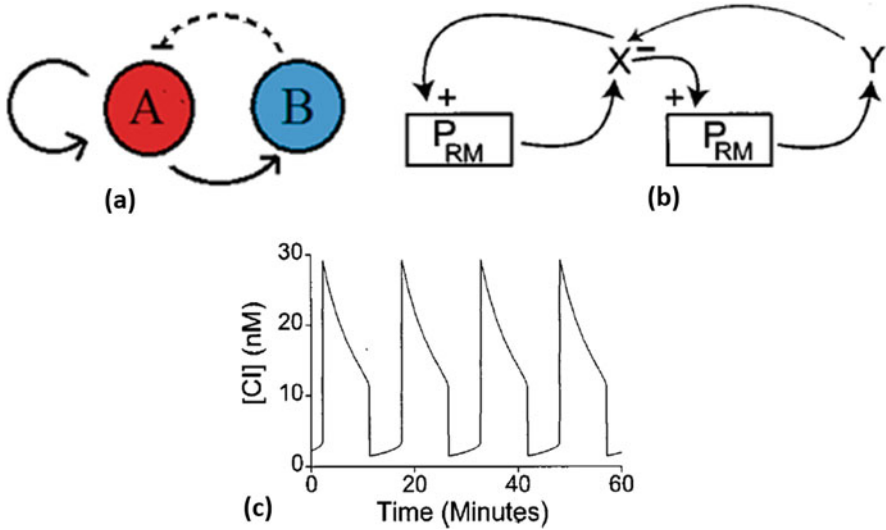 A B
(a)
X − Y
+ +
P_RM P_RM
(b)
30
20
10
0
[CI] (nM)
0 20 40 60
Time (Minutes)
(c)